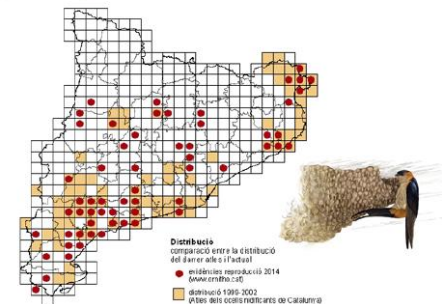 Distribució
comparació entre la distribució
del darrer atles i l'actual
evidències reproducció 2014
(www.ornitho.cat)
distribució 1999-2002
(Atles dels ocells nidificants de Catalunya)